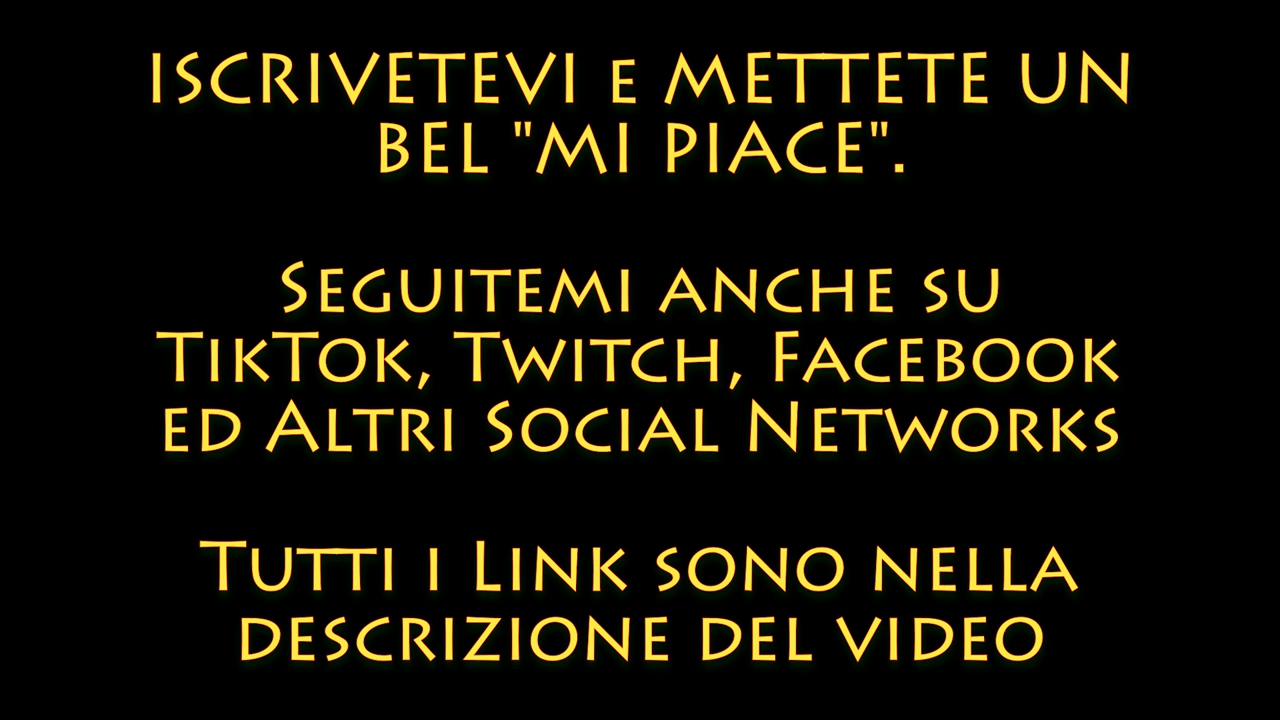 ISCRIVETEVI E METTETE UN
BEL "MI PIACE".
SEGUITEMI ANCHE SU
TIKTOK, TWITCH, FACEBOOK
ED ALTRI SOCIAL NETWORKS
TUTTI I LINK SONO NELLA
DESCRIZIONE DEL VIDEO